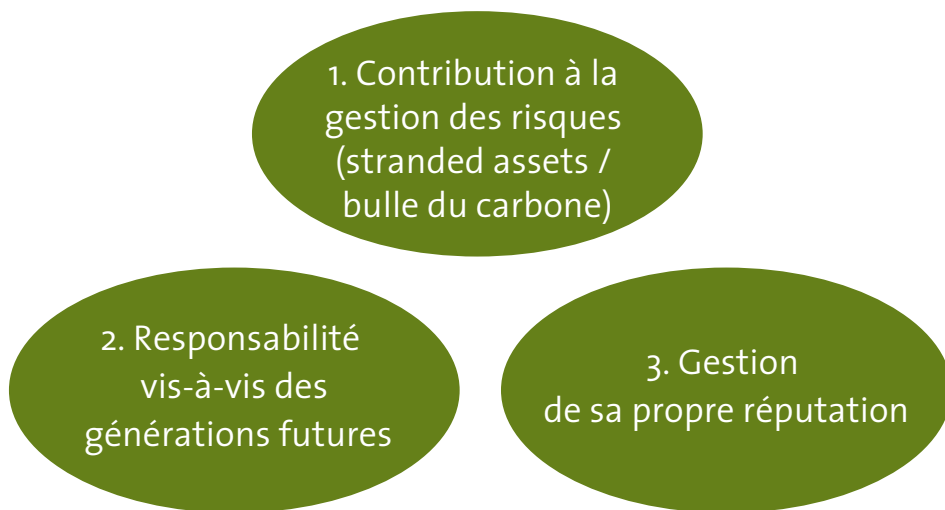 1. Contribution à la
gestion des risques
(stranded assets /
bulle du carbone)
2. Responsabilité
vis-à-vis des
générations futures
3. Gestion
de sa propre réputation